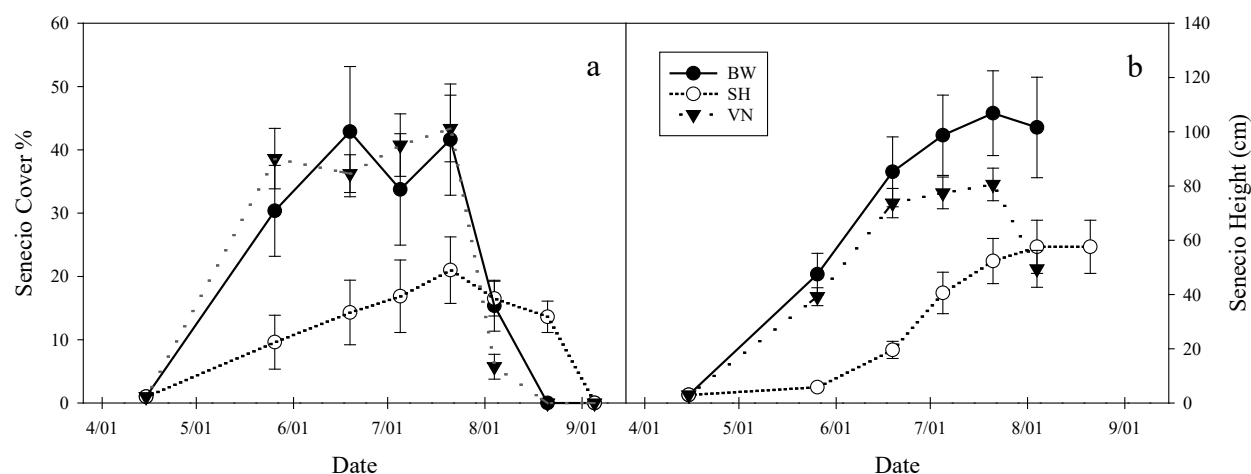 60
50
40
30
20
10
0
Senecio Cover %
a
4/01 5/01 6/01 7/01 8/01 9/01
Date
BW
SH
VN
b
140
120
100
80
60
40
20
0
Senecio Height (cm)
4/01 5/01 6/01 7/01 8/01 9/01
Date